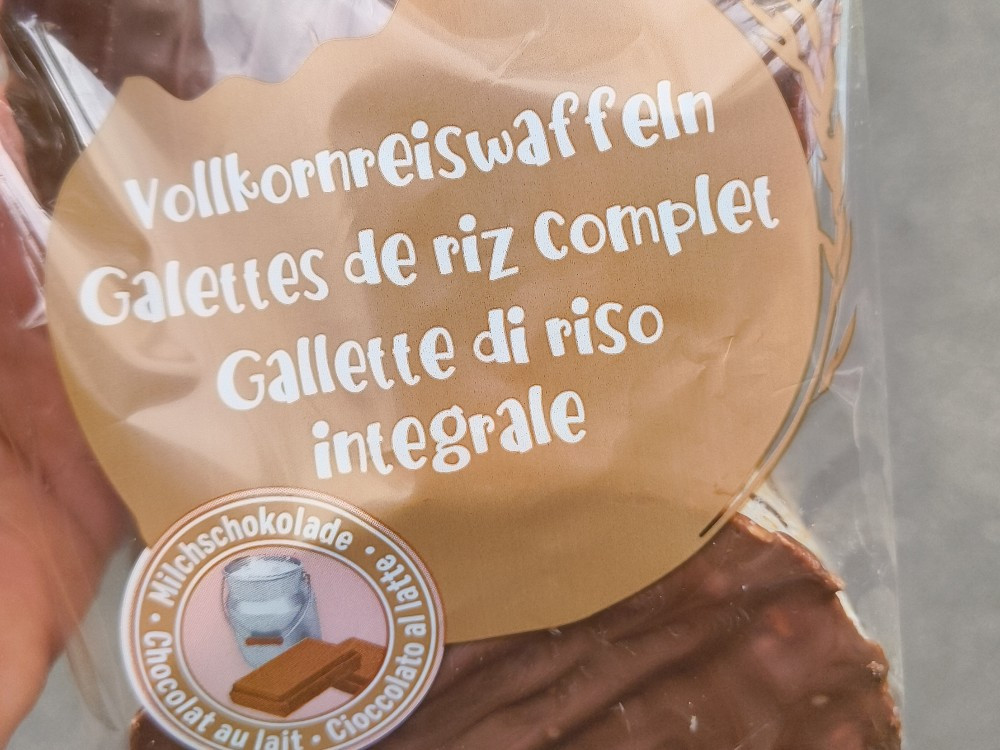 Vollkornreiswaffeln
Galettes de riz complet
Gallette di riso
integrale
Milchschokolade •
Cioccolato al latte •
Chocolat au lait •